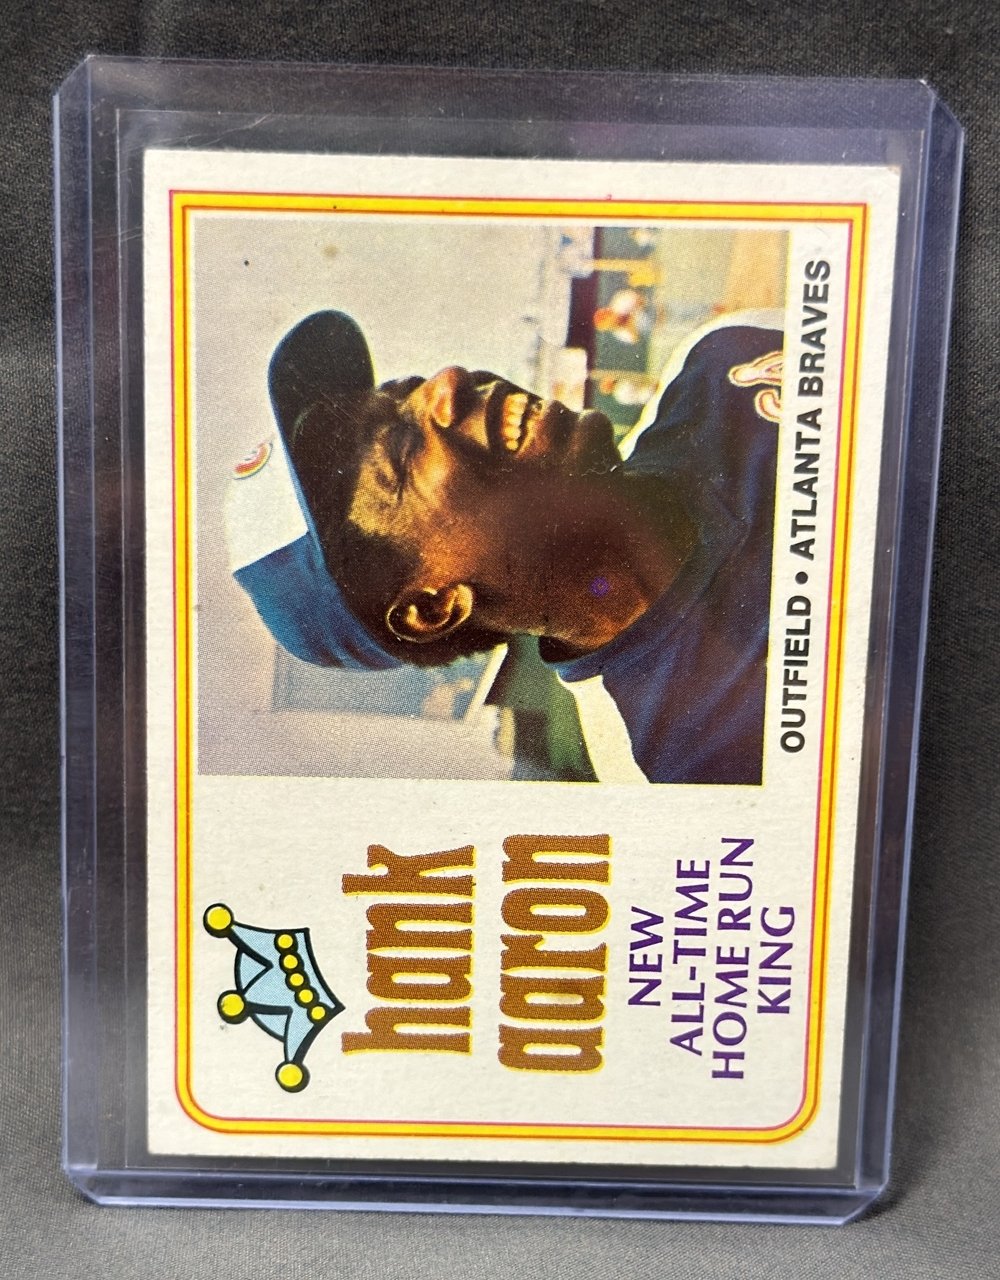 hank
aaron
NEW
ALL-TIME
HOME RUN
KING
OUTFIELD • ATLANTA BRAVES